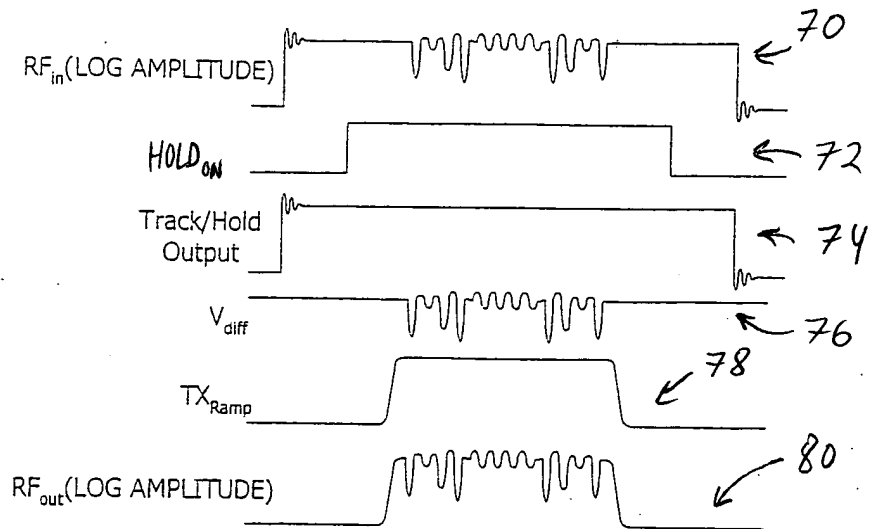 70
RFin(LOG AMPLITUDE)
HOLDON
72
Track/Hold
Output
74
Vdiff
76
TXRamp
78
RFout(LOG AMPLITUDE)
80